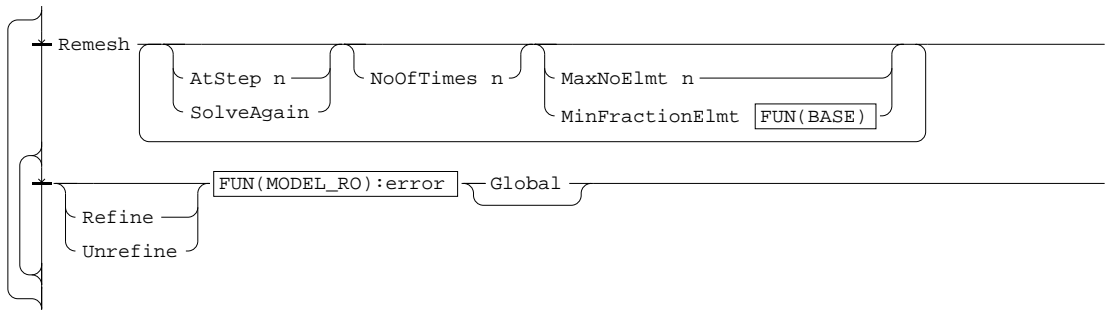 Remesh
AtStep n NoOfTimes n MaxNoElmt n
SolveAgain MinFractionElmt FUN(BASE)
FUN(MODEL_RO):error Global
Refine
Unrefine